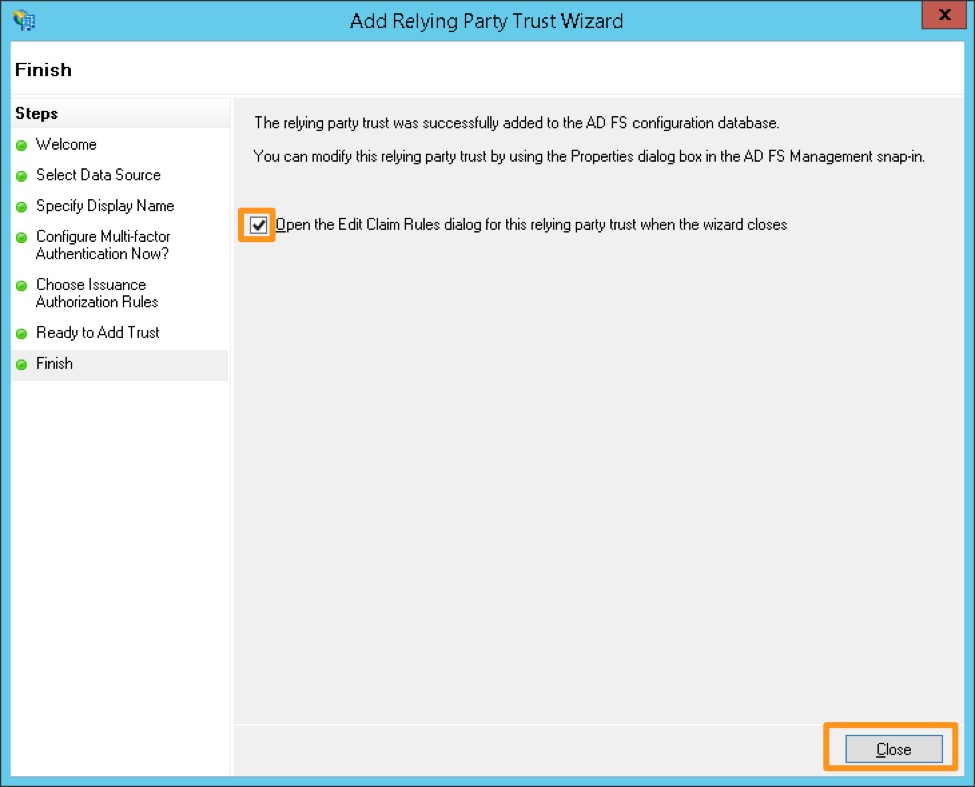 Add Relying Party Trust Wizard
X
Finish
Steps
Welcome
Select Data Source
Specify Display Name
Configure Multi-factor
Authentication Now?
Choose Issuance
Authorization Rules
Ready to Add Trust
Finish
The relying party trust was successfully added to the AD FS configuration database.
You can modify this relying party trust by using the Properties dialog box in the AD FS Management snap-in.
Open the Edit Claim Rules dialog for this relying party trust when the wizard closes
Close